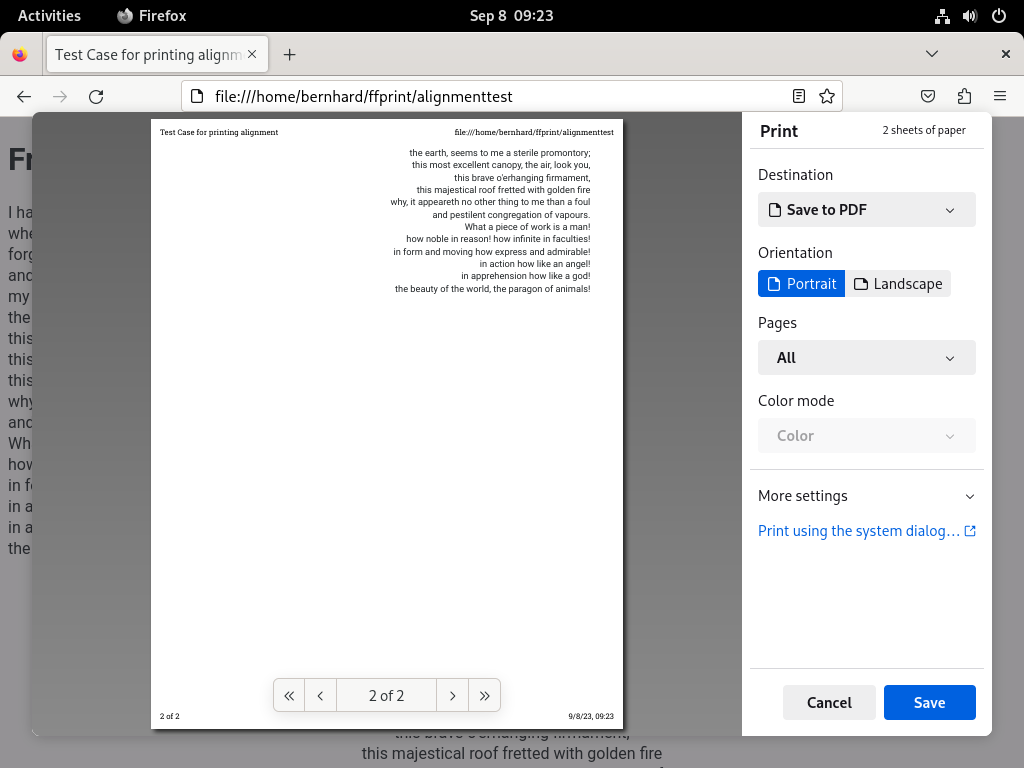 Activities
Firefox
Sep 8 09:23
Test Case for printing alignm
file:///home/bernhard/ffprint/alignmenttest
Fr
I ha
whe
forg
and
my
the
this
this
this
why
and
Wh
how
in fo
in a
in a
the
Test Case for printing alignment
file:///home/bernhard/ffprint/alignmenttest
the earth, seems to me a sterile promontory;
this most excellent canopy, the air, look you,
this brave o'erhanging firmament,
this majestical roof fretted with golden fire
why, it appeareth no other thing to me than a foul
and pestilent congregation of vapours.
What a piece of work is a man!
how noble in reason! how infinite in faculties!
in form and moving how express and admirable!
in action how like an angel!
in apprehension how like a god!
the beauty of the world, the paragon of animals!
2 of 2
2 of 2
9/8/23, 09:23
Print
2 sheets of paper
Destination
Save to PDF
Orientation
Portrait
Landscape
Pages
All
Color mode
Color
More settings
Print using the system dialog…
Cancel
Save
this brave o'erhanging firmament,
this majestical roof fretted with golden fire